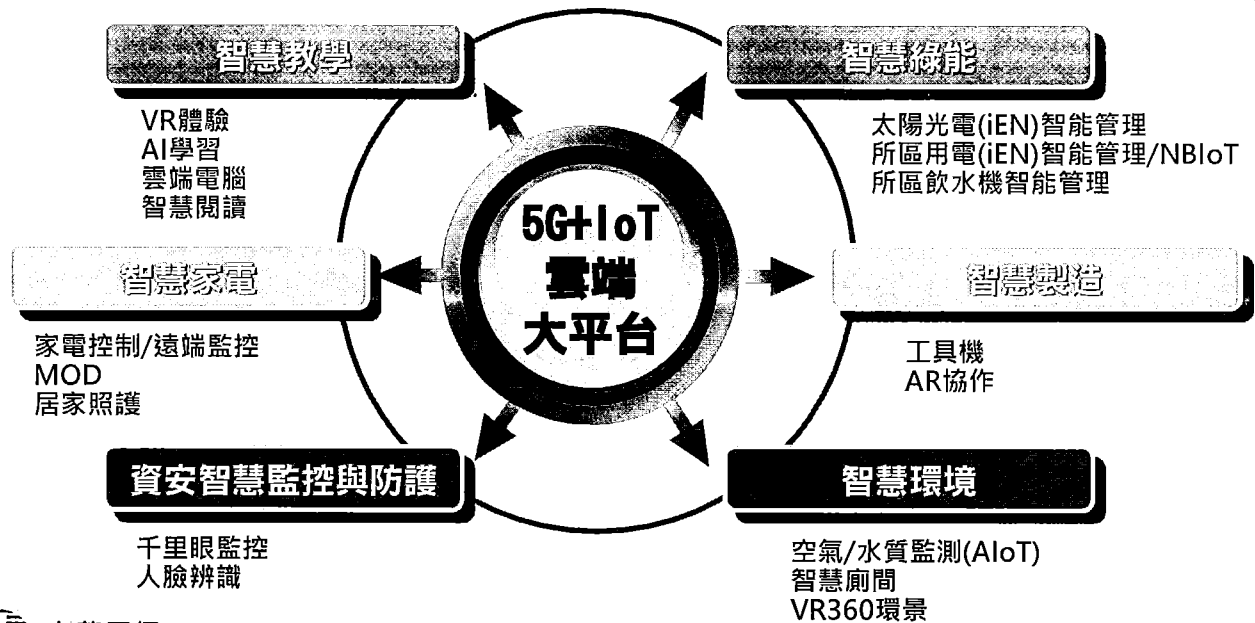 智慧教學
VR體驗
AI學習
雲端電腦
智慧閱讀
智慧綠能
太陽光電(iEN)智能管理
所區用電(iEN)智能管理/NBIoT
所區飲水機智能管理
5G+IoT
雲端
大平台
智慧家電
家電控制/遠端監控
MOD
居家照護
智慧製造
工具機
AR協作
資安智慧監控與防護
千里眼監控
人臉辨識
智慧環境
空氣/水質監測(AIoT)
智慧廁間
VR360環景